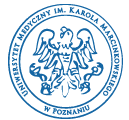 UNIWERSYTET MEDYCZNY IM. KAROLA MARCINKOWSKIEGO
W POZNANIU